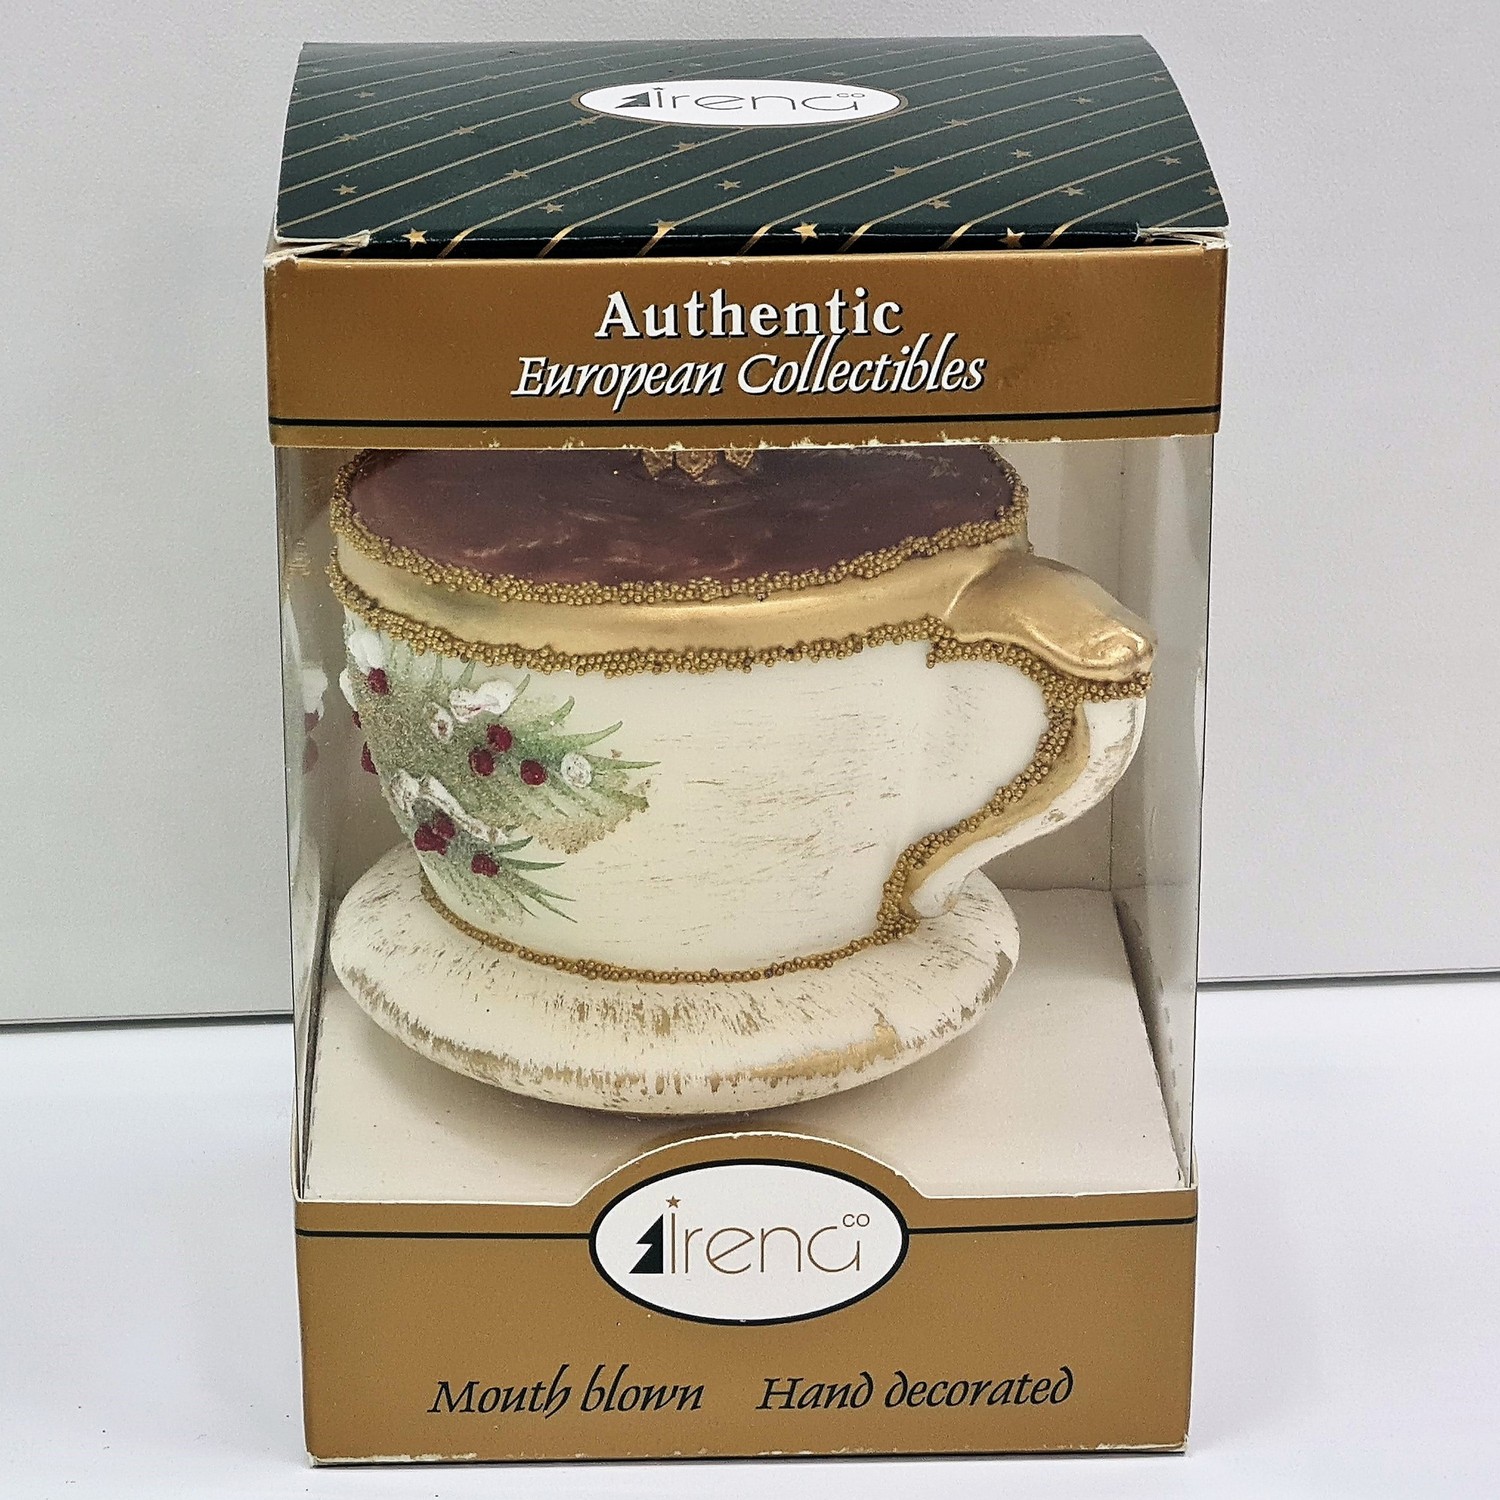 irena co
Authentic
European Collectibles
irena co
Mouth blown Hand decorated